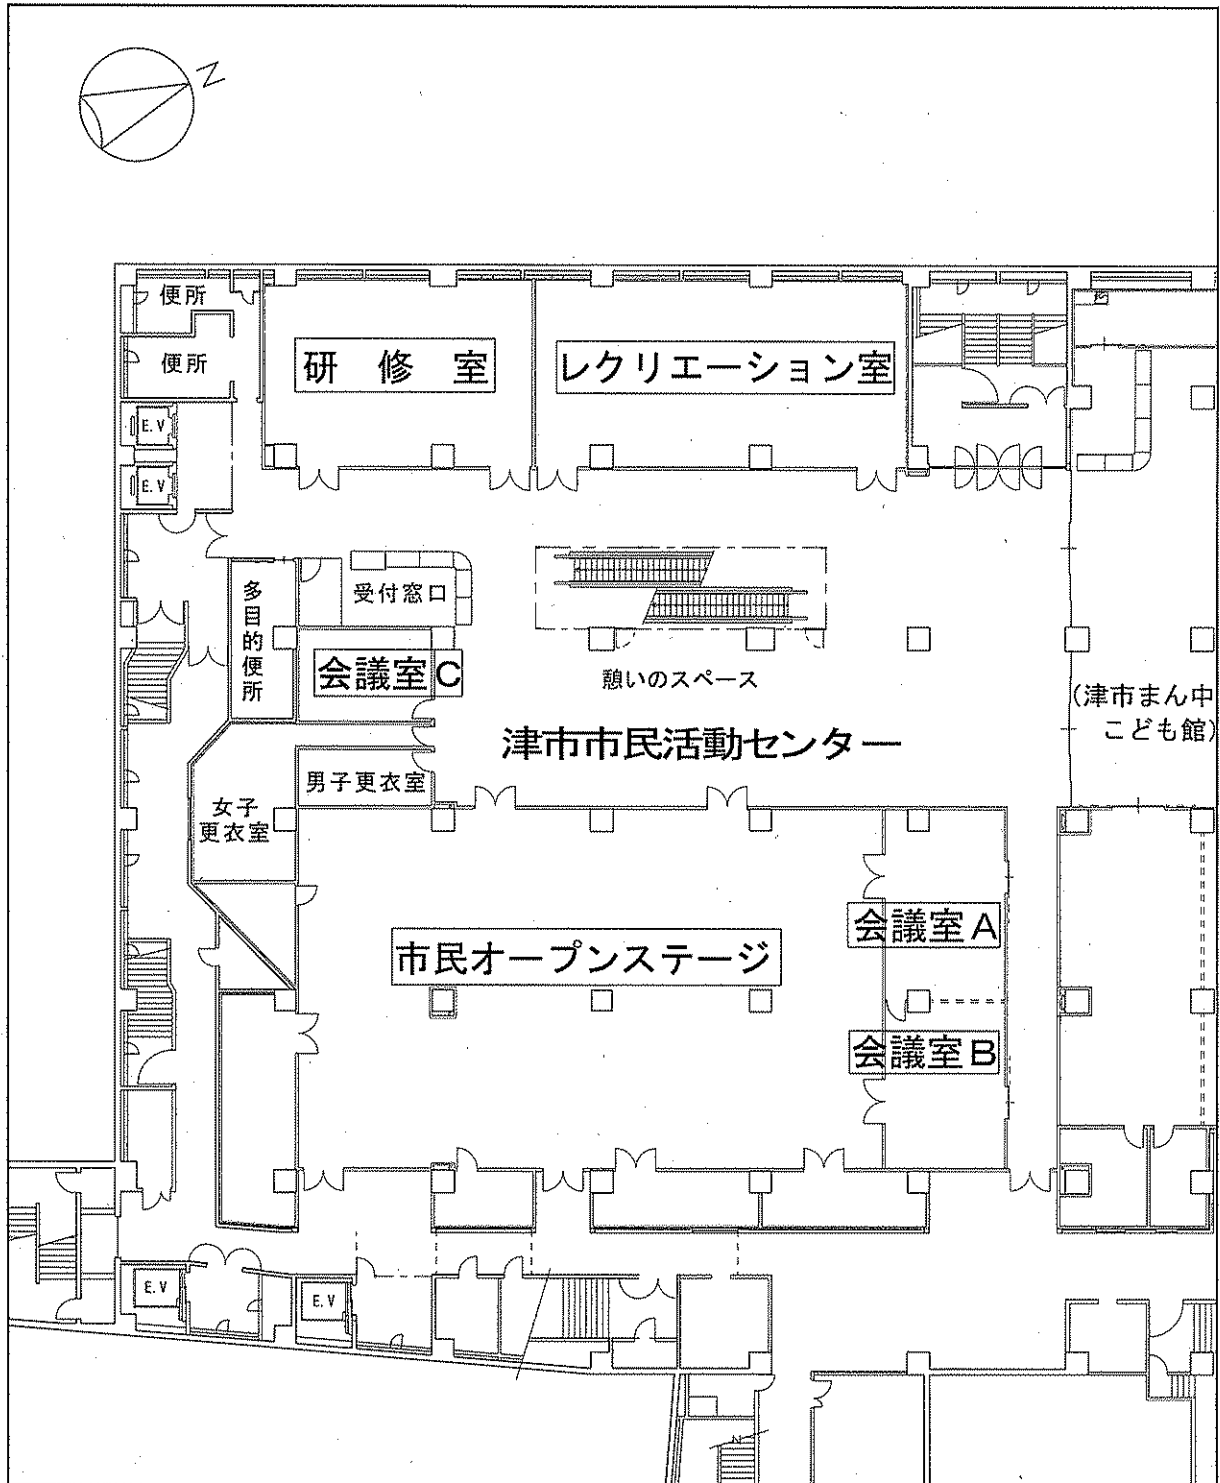 N
便所
便所
研修室
レクリエーション室
E.V
E.V
多目的便所
受付窓口
会議室C
憩いのスペース
(津市まん中
こども館)
津市市民活動センター
男子更衣室
女子
更衣室
会議室A
市民オープンステージ
会議室B
E.V
E.V